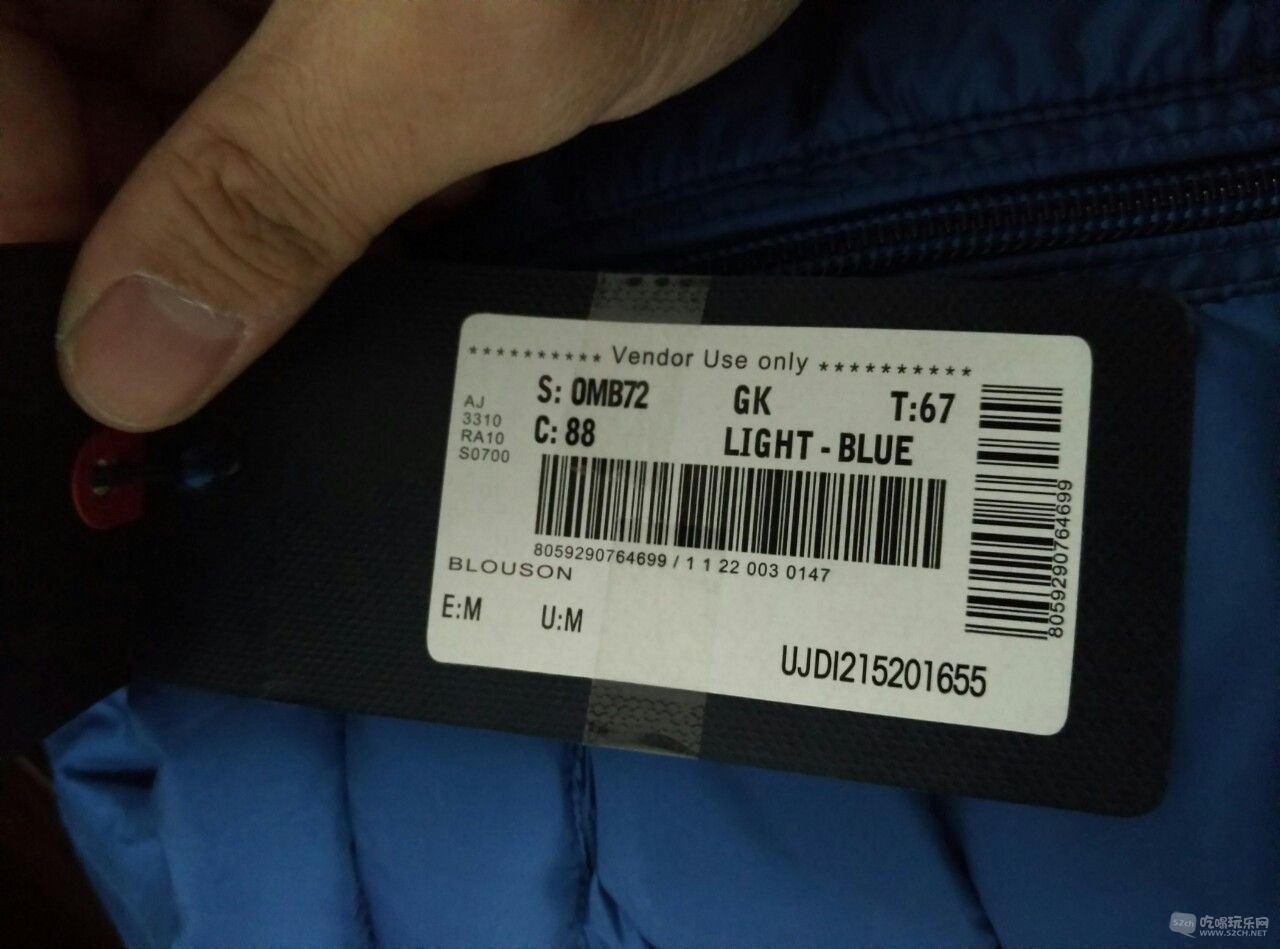 ********** Vendor Use only **********
AJ
3310
RA10
S0700
S: 0MB72 GK T:67
C: 88 LIGHT - BLUE
8059290764699 / 1 1 22 003 0147
8059290764699
BLOUSON
E:M U:M
UJDI215201655
52ch 吃喝玩乐网
WWW.52CH.NET